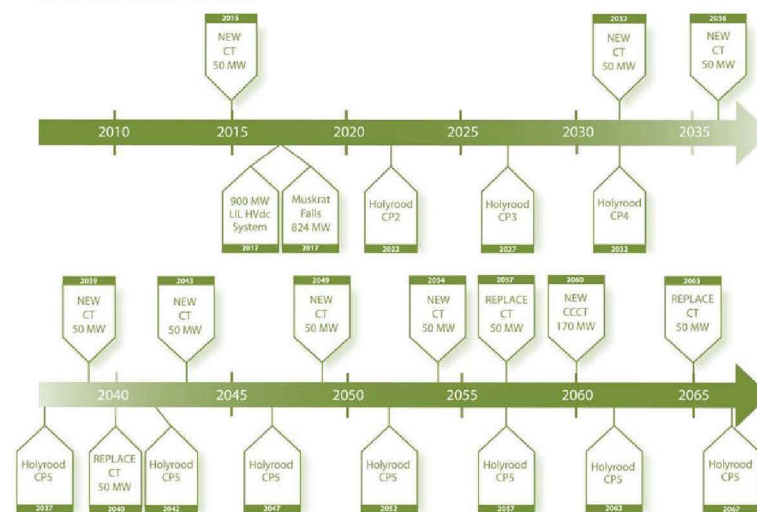 2015
NEW
CT
50 MW
2032
NEW
CT
50 MW
2036
NEW
CT
50 MW
2010 2015 2020 2025 2030 2035
900 MW
LIL HVdc
System
2017
Muskrat
Falls
824 MW
2017
Holyrood
CP2
2022
Holyrood
CP3
2027
Holyrood
CP4
2032
2039
NEW
CT
50 MW
2043
NEW
CT
50 MW
2049
NEW
CT
50 MW
2054
NEW
CT
50 MW
2057
REPLACE
CT
50 MW
2060
NEW
CCCT
170 MW
2065
REPLACE
CT
50 MW
2040 2045 2050 2055 2060 2065
Holyrood
CP5
2037
REPLACE
CT
50 MW
2040
Holyrood
CP5
2042
Holyrood
CP5
2047
Holyrood
CP5
2052
Holyrood
CP5
2057
Holyrood
CP5
2062
Holyrood
CP5
2067